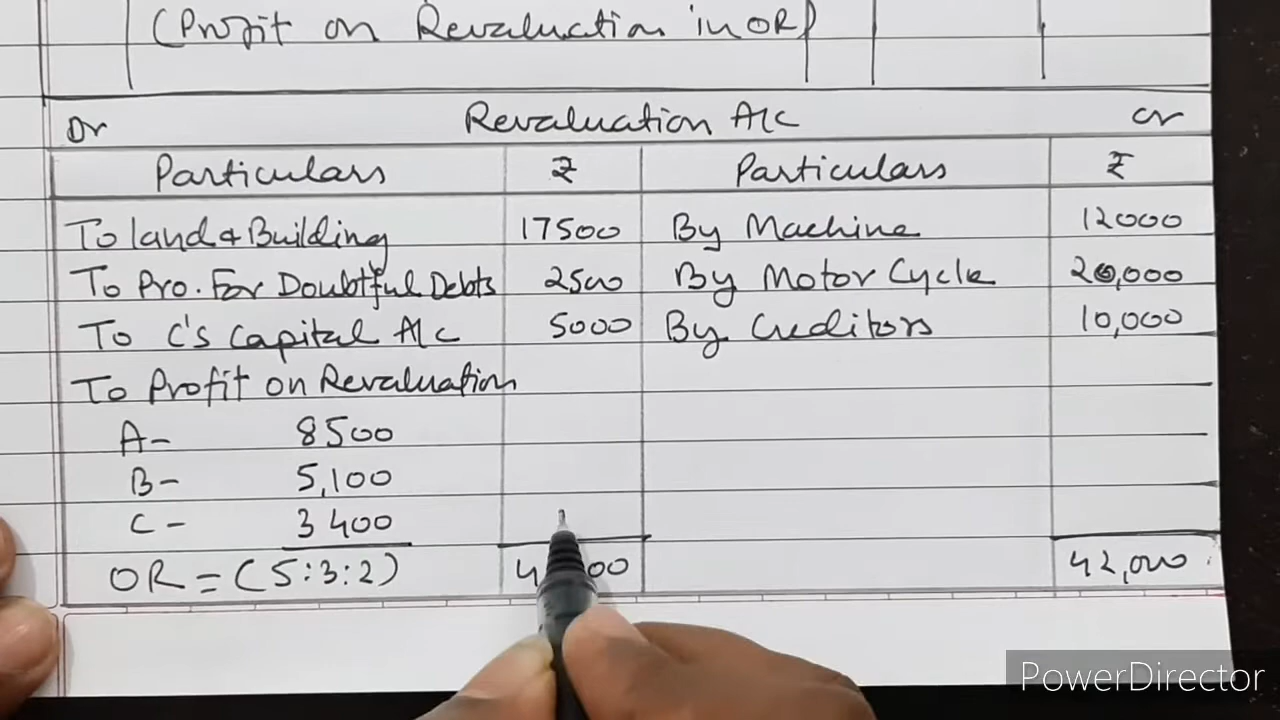 (Profit on Revaluation in OR)
Dr Revaluation A/c Cr
Particulars ₹ Particulars ₹
To land & Building 17500 By Machine 12000
To Pro. For Doubtful Debts 2500 By Motor Cycle 20,000
To C's Capital A/c 5000 By Creditors 10,000
To Profit on Revaluation
A- 8500
B- 5,100
C- 3400
OR = (5:3:2) 42,000
PowerDirector